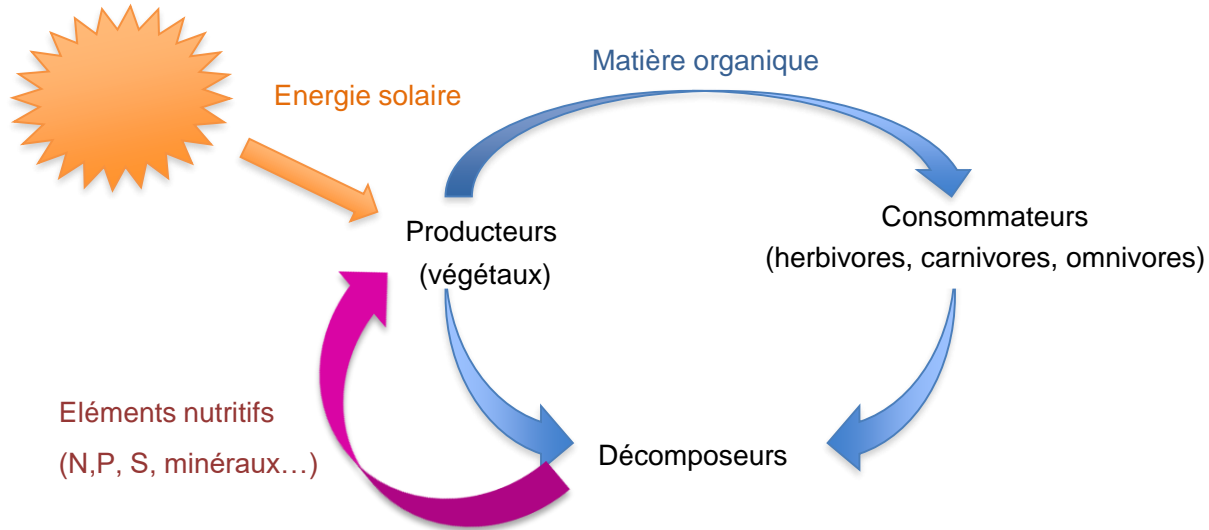 Matière organique
Energie solaire
Producteurs
(végétaux)
Consommateurs
(herbivores, carnivores, omnivores)
Eléments nutritifs
(N,P, S, minéraux…)
Décomposeurs